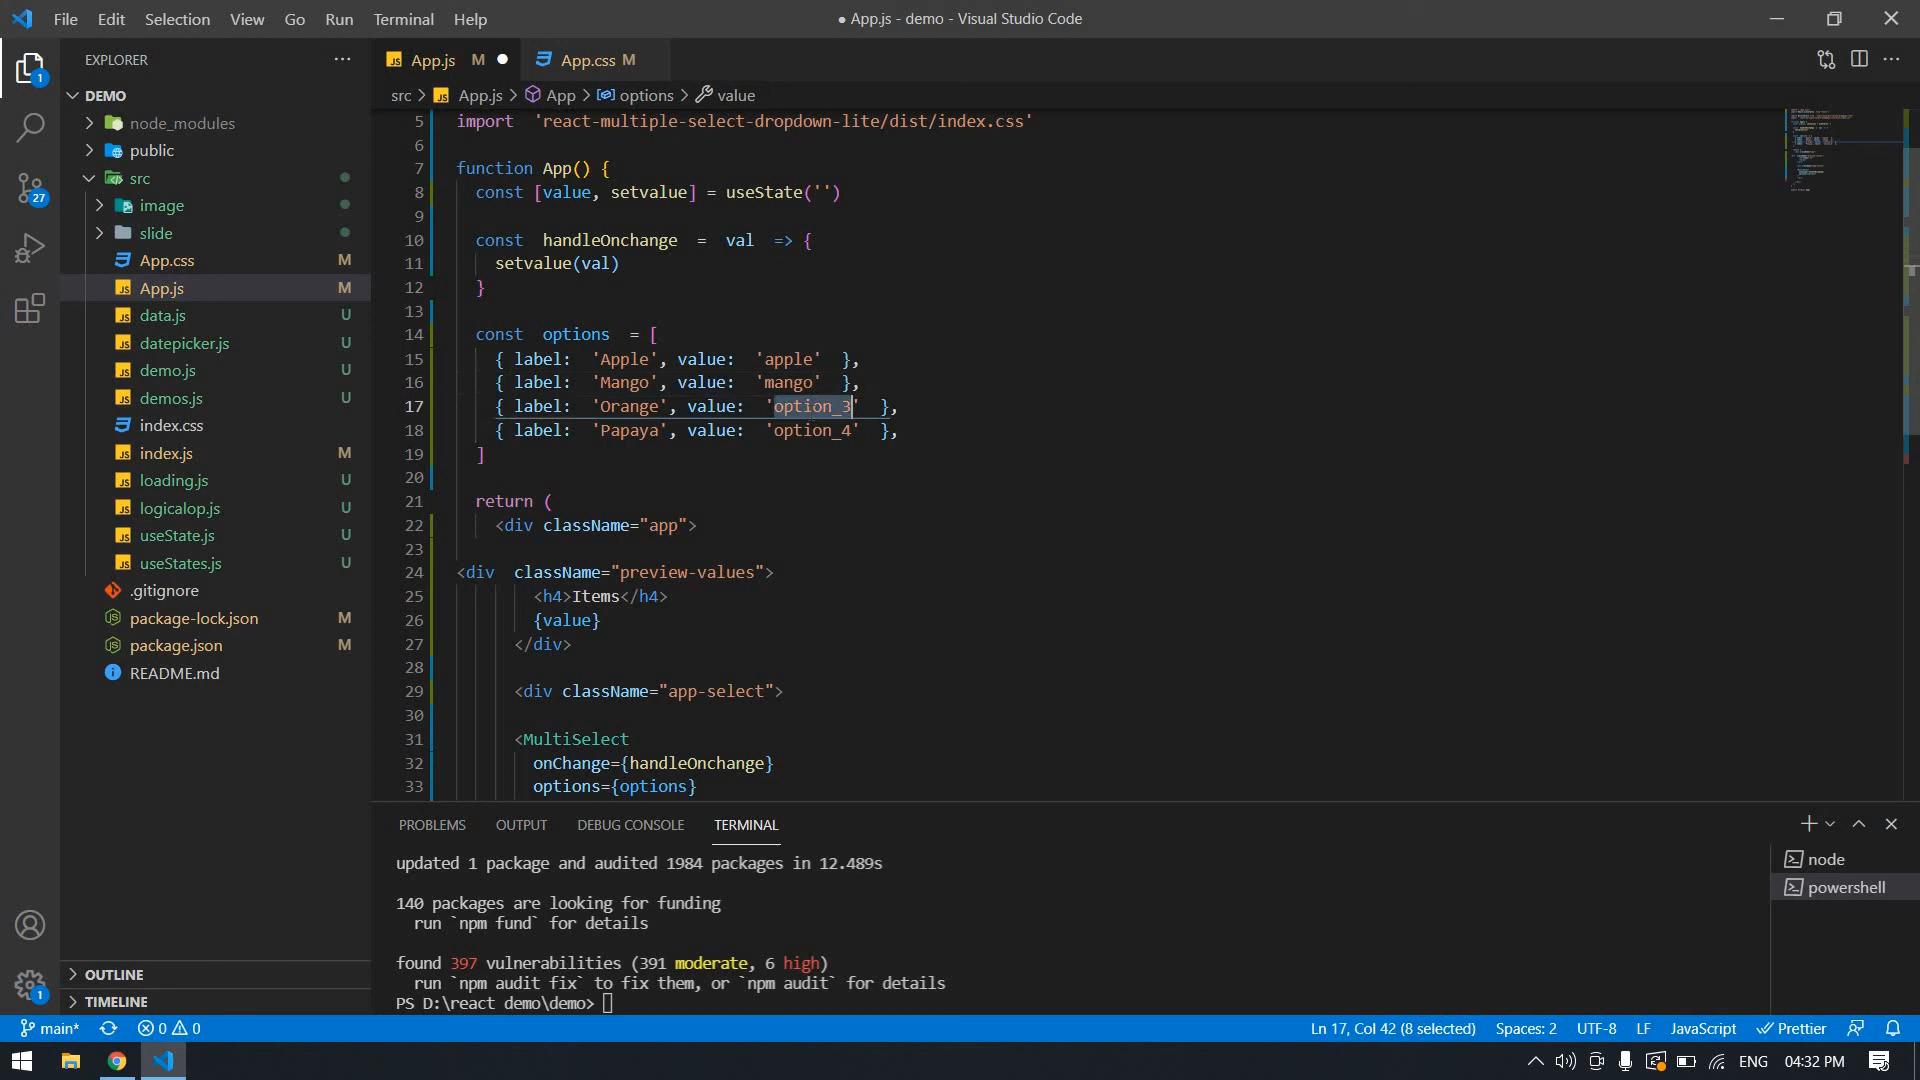 File Edit Selection View Go Run Terminal Help
● App.js - demo - Visual Studio Code
EXPLORER
DEMO
node_modules
public
src
image
slide
App.css M
App.js M
data.js U
datepicker.js U
demo.js U
demos.js U
index.css
index.js M
loading.js U
logicalop.js U
useState.js U
useStates.js U
.gitignore
package-lock.json M
package.json M
README.md
OUTLINE
TIMELINE
1
27
1
JS App.js M ●
App.css M
src > JS App.js > App > options > value
5 import 'react-multiple-select-dropdown-lite/dist/index.css'
6
7 function App() {
8 const [value, setvalue] = useState('')
9
10 const handleOnchange = val => {
11 setvalue(val)
12 }
13
14 const options = [
15 { label: 'Apple', value: 'apple' },
16 { label: 'Mango', value: 'mango' },
17 { label: 'Orange', value: 'option_3' },
18 { label: 'Papaya', value: 'option_4' },
19 ]
20
21 return (
22 <div className="app">
23
24 <div className="preview-values">
25 <h4>Items</h4>
26 {value}
27 </div>
28
29 <div className="app-select">
30
31 <MultiSelect
32 onChange={handleOnchange}
33 options={options}
PROBLEMS OUTPUT DEBUG CONSOLE TERMINAL
updated 1 package and audited 1984 packages in 12.489s
140 packages are looking for funding
run `npm fund` for details
found 397 vulnerabilities (391 moderate, 6 high)
run `npm audit fix` to fix them, or `npm audit` for details
PS D:\react demo\demo>
node
powershell
main* 0 0
Ln 17, Col 42 (8 selected) Spaces: 2 UTF-8 LF JavaScript Prettier
ENG 04:32 PM